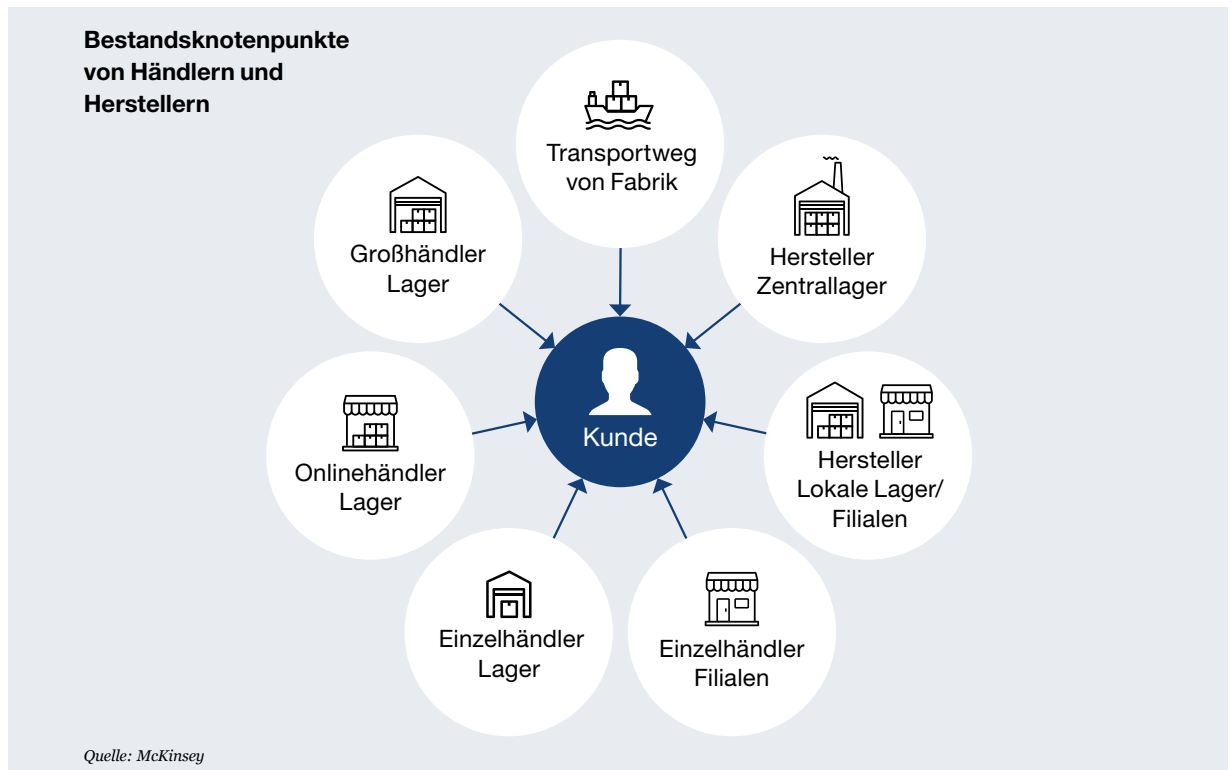 Bestandsknotenpunkte
von Händlern und
Herstellern
Transportweg
von Fabrik
Großhändler
Lager
Hersteller
Zentrallager
Kunde
Onlinehändler
Lager
Hersteller
Lokale Lager/
Filialen
Einzelhändler
Lager
Einzelhändler
Filialen
Quelle: McKinsey